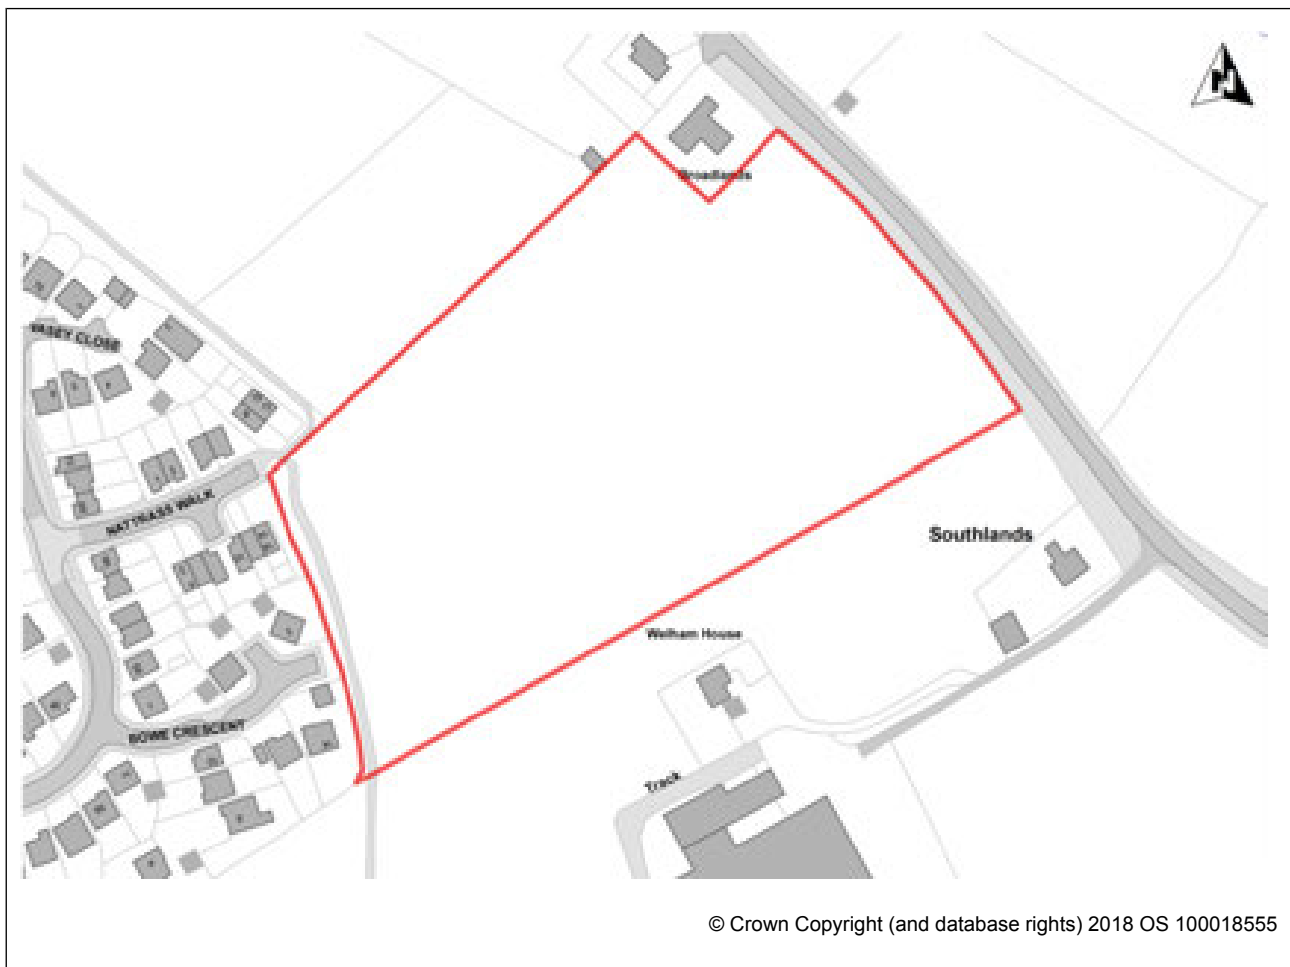 N
Broadlands
VASEY CLOSE
NATTRASS WALK
Southlands
Welham House
BOWE CRESCENT
Track
© Crown Copyright (and database rights) 2018 OS 100018555